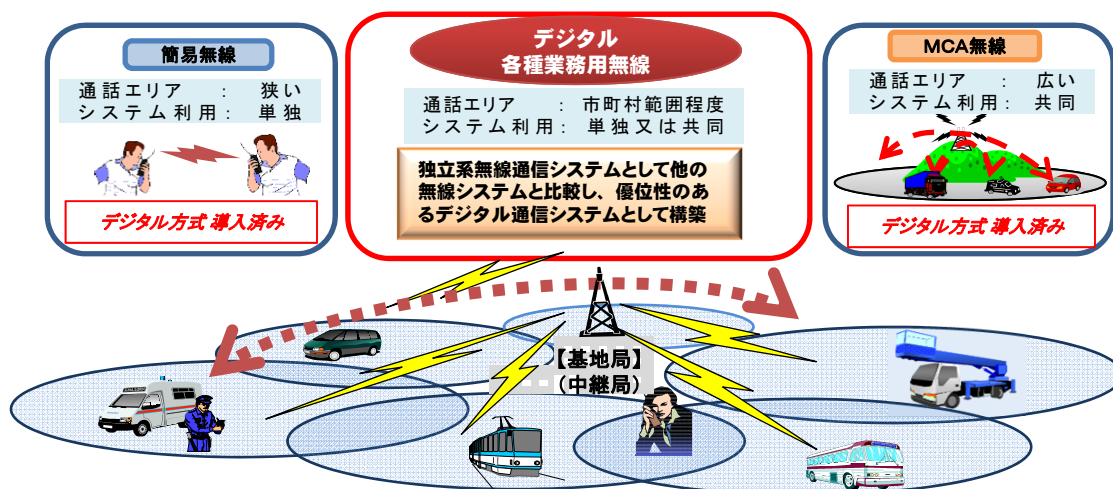 簡易無線
通話エリア : 狭い
システム利用: 単独
デジタル方式 導入済み
デジタル
各種業務用無線
通話エリア : 市町村範囲程度
システム利用: 単独又は共同
独立系無線通信システムとして他の
無線システムと比較し、優位性のあ
るデジタル通信システムとして構築
MCA無線
通話エリア : 広い
システム利用: 共同
デジタル方式 導入済み
【基地局】
（中継局）